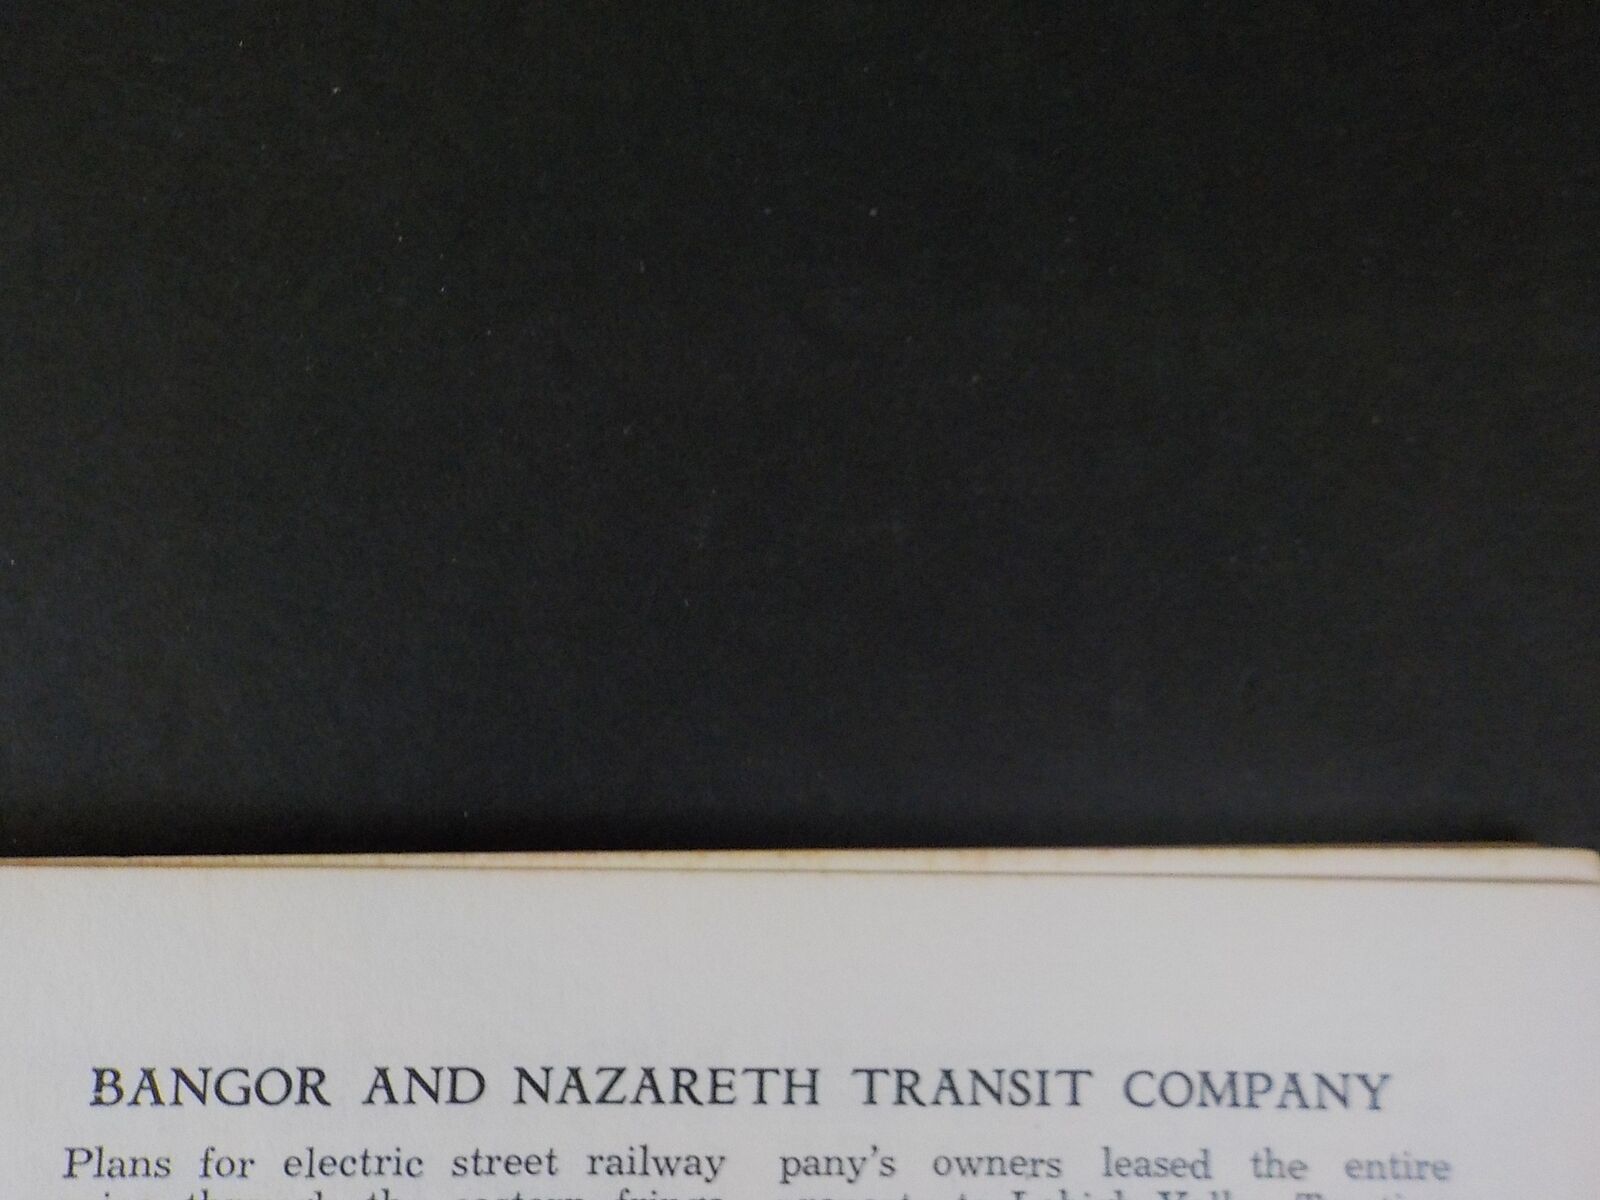 BANGOR AND NAZARETH TRANSIT COMPANY
Plans for electric street railway
pany's owners leased the entire